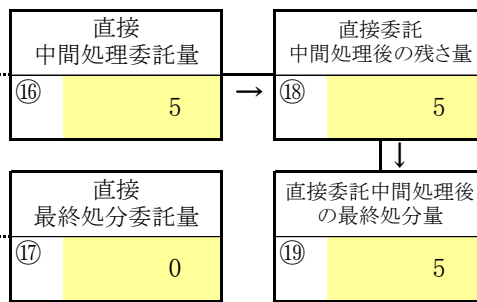 直接
中間処理委託量
⑯ 5
→
直接委託
中間処理後の残さ量
⑱ 5
↓
直接
最終処分委託量
⑰ 0
直接委託中間処理後
の最終処分量
⑲ 5